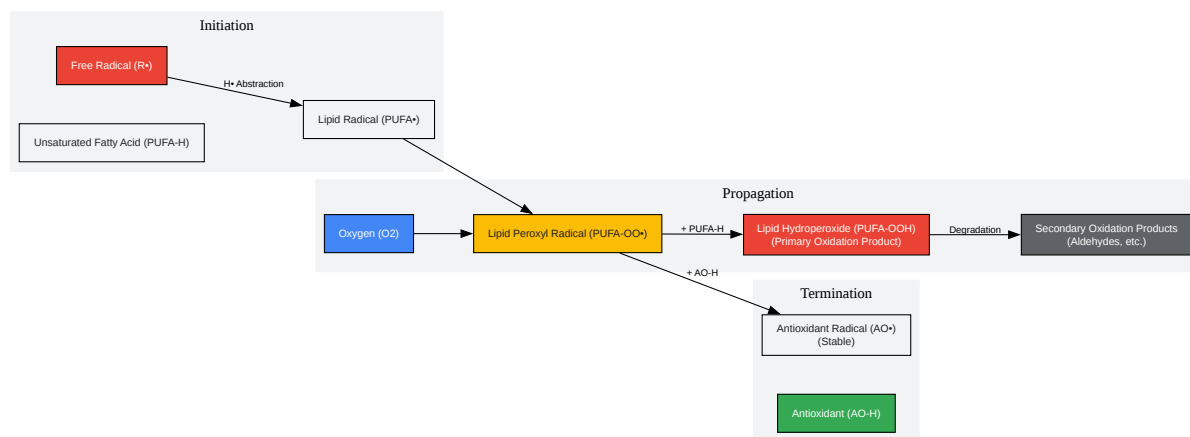 Initiation
Free Radical (R•)
H• Abstraction
Lipid Radical (PUFA•)
Unsaturated Fatty Acid (PUFA-H)
Propagation
Oxygen (O2)
Lipid Peroxyl Radical (PUFA-OO•)
+ PUFA-H
Lipid Hydroperoxide (PUFA-OOH)
(Primary Oxidation Product)
Degradation
Secondary Oxidation Products
(Aldehydes, etc.)
+ AO-H
Termination
Antioxidant Radical (AO•)
(Stable)
Antioxidant (AO-H)